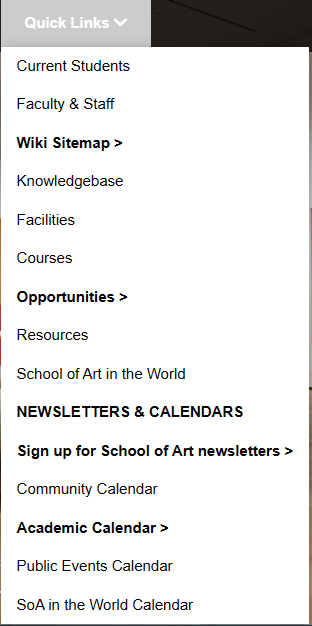 Quick Links
Current Students
Faculty & Staff
Wiki Sitemap >
Knowledgebase
Facilities
Courses
Opportunities >
Resources
School of Art in the World
NEWSLETTERS & CALENDARS
Sign up for School of Art newsletters >
Community Calendar
Academic Calendar >
Public Events Calendar
SoA in the World Calendar